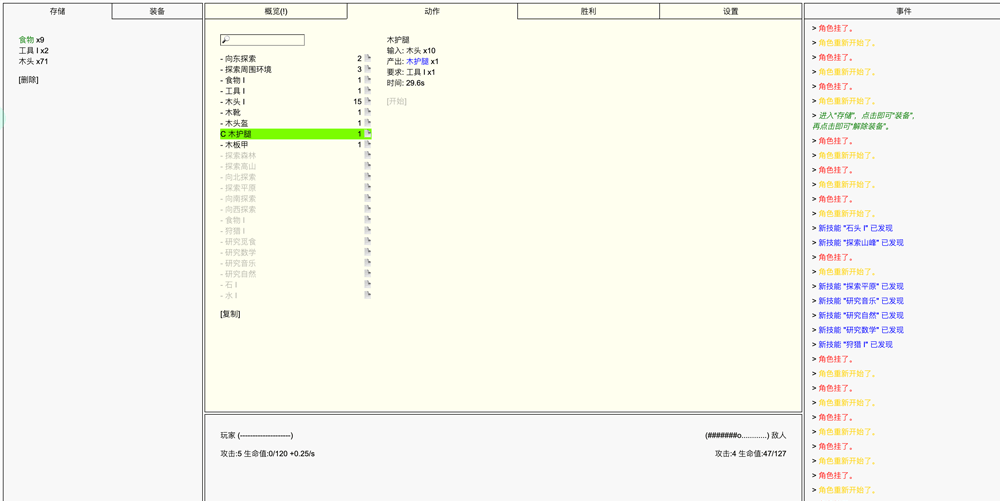 存储
装备
食物 x9
工具 I x2
木头 x71
[删除]
概览(!)
动作
胜利
设置
- 向东探索 2
- 探索周围环境 3
- 食物 I 1
- 工具 I 1
- 木头 I 15
- 木靴 1
- 木头盔 1
C 木护腿 1
- 木板甲 1
- 探索森林
- 探索高山
- 向北探索
- 探索平原
- 向南探索
- 向西探索
- 食物 I
- 狩猎 I
- 研究觅食
- 研究数学
- 研究音乐
- 研究自然
- 石 I
- 水 I
[复制]
木护腿
输入: 木头 x10
产出: 木护腿 x1
要求: 工具 I x1
时间: 29.6s
[开始]
玩家 (--------------------)
(#######o............) 敌人
攻击:5 生命值:0/120 +0.25/s
攻击:4 生命值:47/127
事件
> 角色挂了。
> 角色重新开始了。
> 角色挂了。
> 角色重新开始了。
> 角色挂了。
> 角色重新开始了。
> 进入“存储”，点击即可“装备”，
再点击即可“解除装备”。
> 角色挂了。
> 角色重新开始了。
> 角色挂了。
> 角色重新开始了。
> 角色挂了。
> 角色重新开始了。
> 新技能 "石头 I" 已发现
> 新技能 "探索山峰" 已发现
> 角色挂了。
> 角色重新开始了。
> 新技能 "探索平原" 已发现
> 新技能 "研究音乐" 已发现
> 新技能 "研究自然" 已发现
> 新技能 "研究数学" 已发现
> 新技能 "狩猎 I" 已发现
> 角色挂了。
> 角色重新开始了。
> 角色挂了。
> 角色重新开始了。
> 角色挂了。
> 角色重新开始了。
> 角色挂了。
> 角色重新开始了。
> 角色挂了。
> 角色重新开始了。